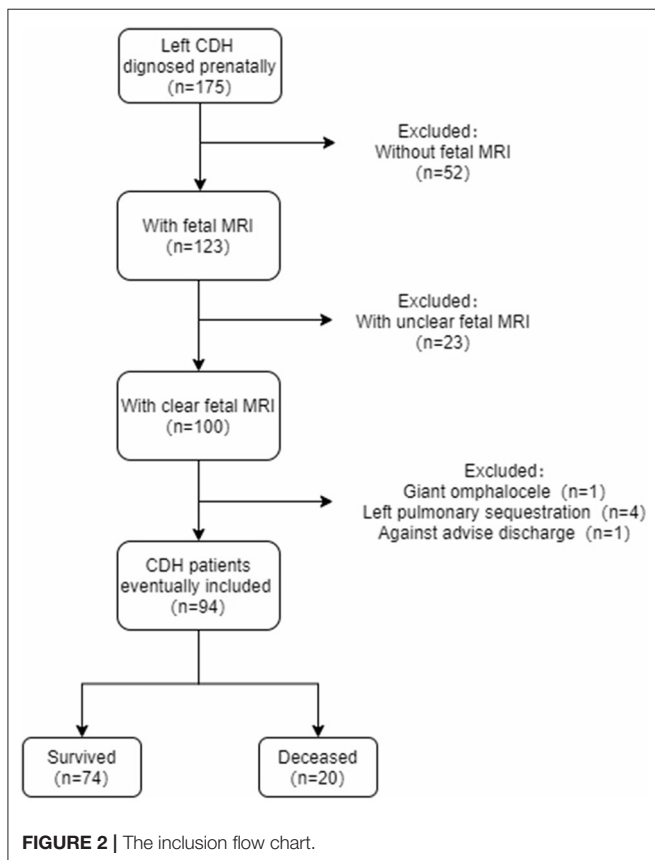 Left CDH
dignosed prenatally
(n=175)
Excluded:
Without fetal MRI
(n=52)
With fetal MRI
(n=123)
Excluded:
With unclear fetal MRI
(n=23)
With clear fetal MRI
(n=100)
Excluded:
Giant omphalocele (n=1)
Left pulmonary sequestration (n=4)
Against advise discharge (n=1)
CDH patients
eventually included
(n=94)
Survived
(n=74)
Deceased
(n=20)
FIGURE 2 | The inclusion flow chart.